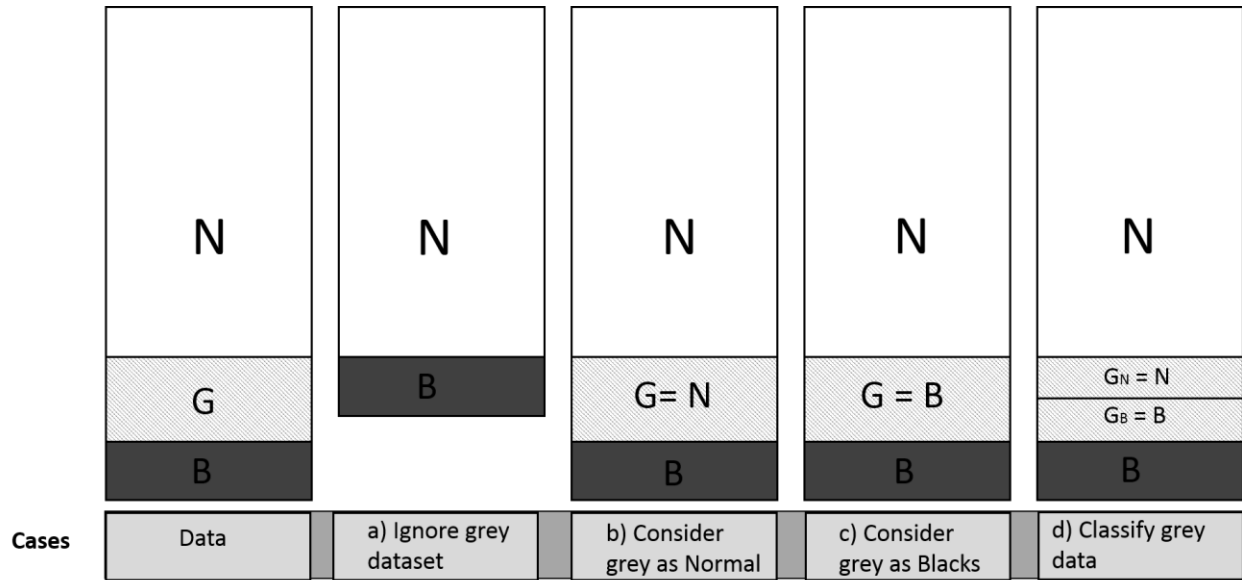 N
N
N
N
N
G
B
G= N
G = B
GN = N
GB = B
B
B
B
B
Cases
Data
a) Ignore grey
dataset
b) Consider
grey as Normal
c) Consider
grey as Blacks
d) Classify grey
data